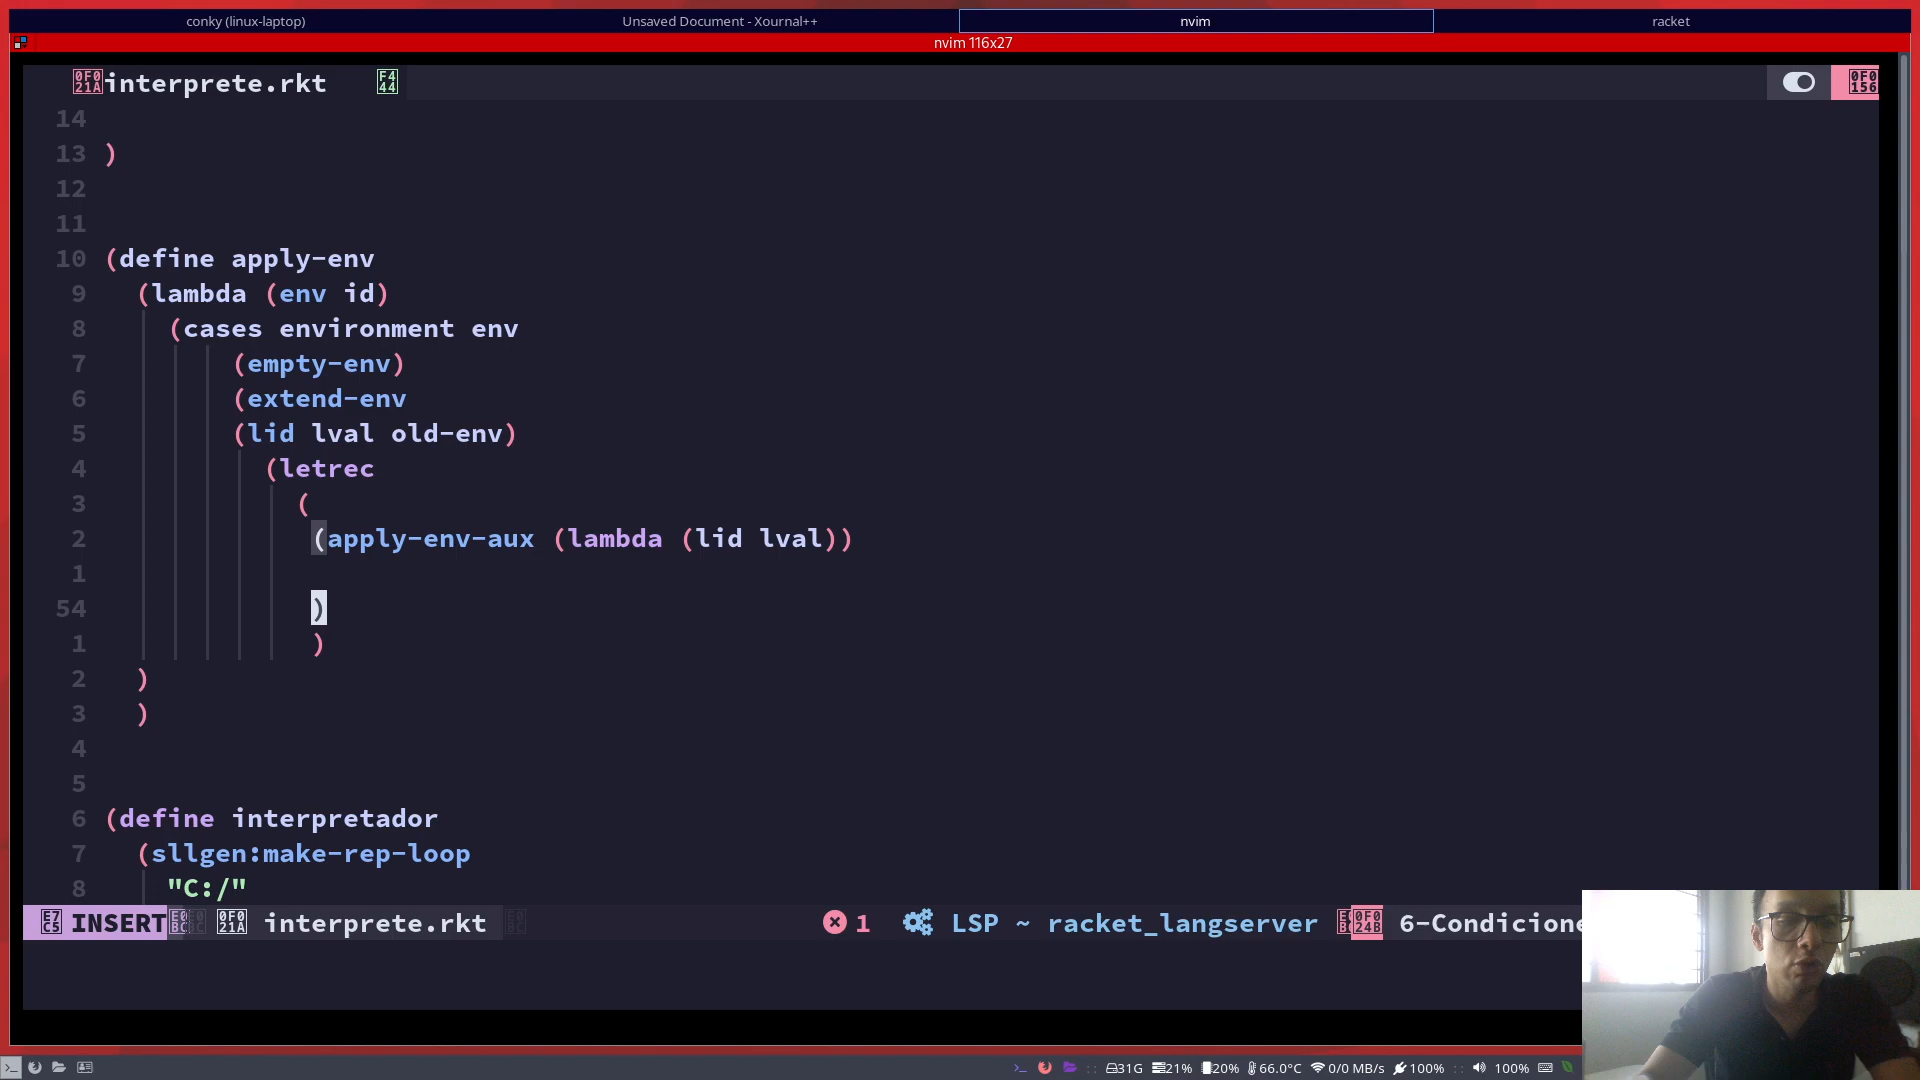 conky (linux-laptop)
Unsaved Document - Xournal++
nvim
racket
nvim 116x27
interprete.rkt
14
13 )
12
11
10 (define apply-env
9 (lambda (env id)
8 (cases environment env
7 (empty-env)
6 (extend-env
5 (lid lval old-env)
4 (letrec
3 (
2 (apply-env-aux (lambda (lid lval))
1
54 )
1 )
2 )
3 )
4
5
6 (define interpretador
7 (sllgen:make-rep-loop
8 "C:/"
INSERT interprete.rkt 1 LSP ~ racket_langserver 6-Condicione
31G 21% 20% 66.0°C 0/0 MB/s 100% 100%